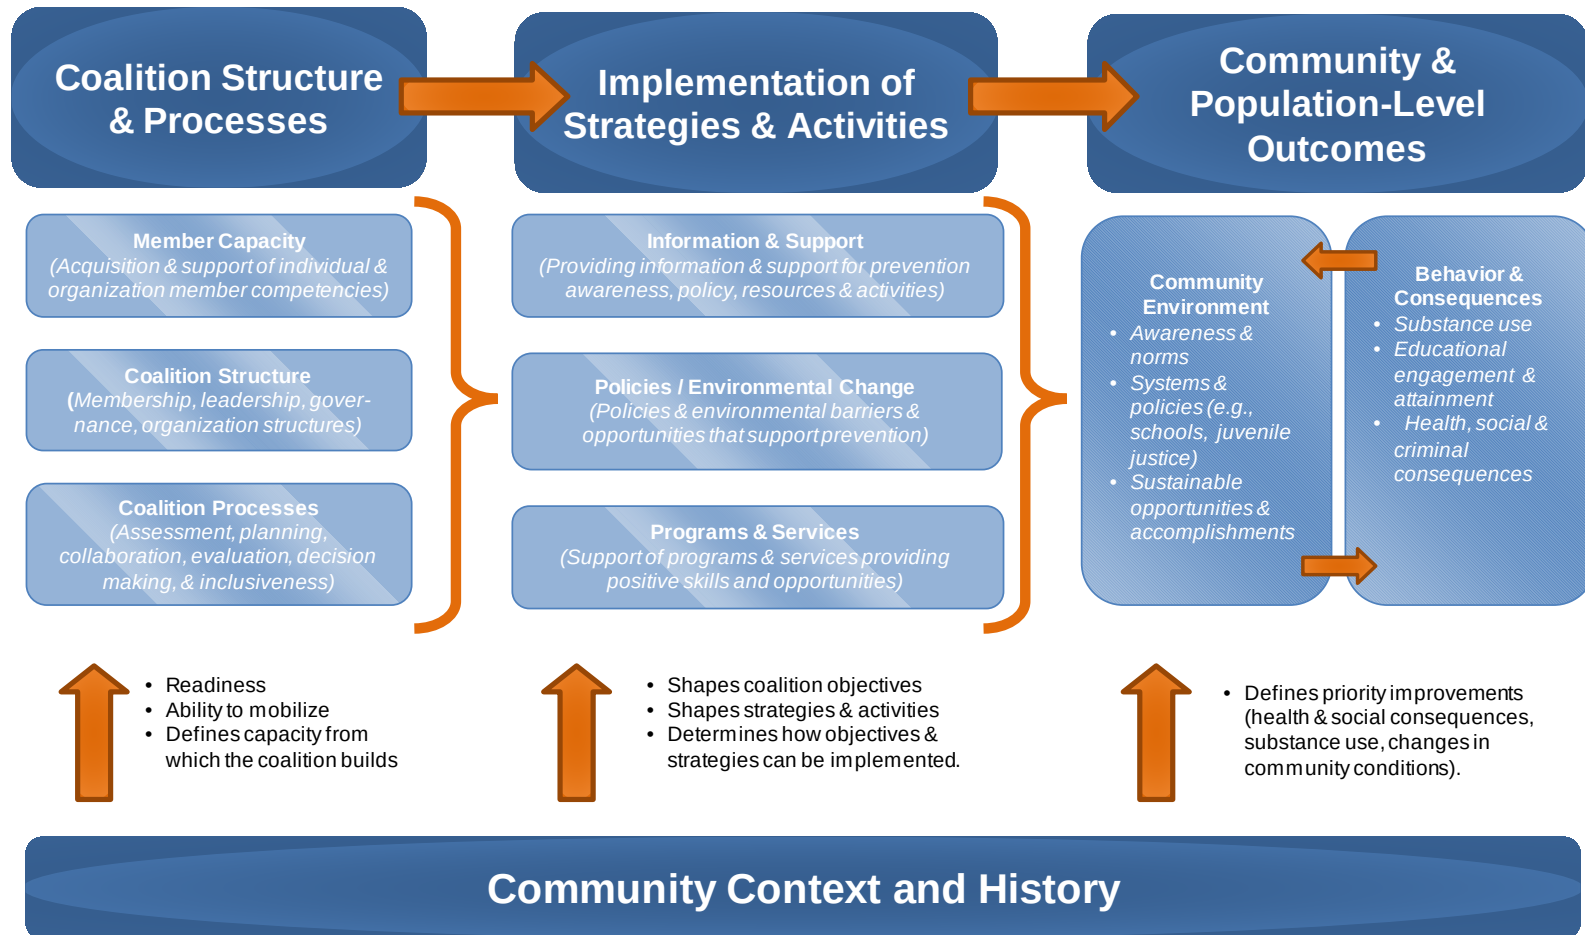 Coalition Structure
& Processes
Implementation of
Strategies & Activities
Community &
Population-Level
Outcomes
Member Capacity
(Acquisition & support of individual &
organization member competencies)
Coalition Structure
(Membership, leadership, gover-
nance, organization structures)
Coalition Processes
(Assessment, planning,
collaboration, evaluation, decision
making, & inclusiveness)
Information & Support
(Providing information & support for prevention
awareness, policy, resources & activities)
Policies / Environmental Change
(Policies & environmental barriers &
opportunities that support prevention)
Programs & Services
(Support of programs & services providing
positive skills and opportunities)
Community
Environment
• Awareness &
norms
• Systems &
policies (e.g.,
schools, juvenile
justice)
• Sustainable
opportunities &
accomplishments
Behavior &
Consequences
• Substance use
• Educational
engagement &
attainment
• Health, social &
criminal
consequences
• Readiness
• Ability to mobilize
• Defines capacity from
which the coalition builds
• Shapes coalition objectives
• Shapes strategies & activities
• Determines how objectives &
strategies can be implemented.
• Defines priority improvements
(health & social consequences,
substance use, changes in
community conditions).
Community Context and History